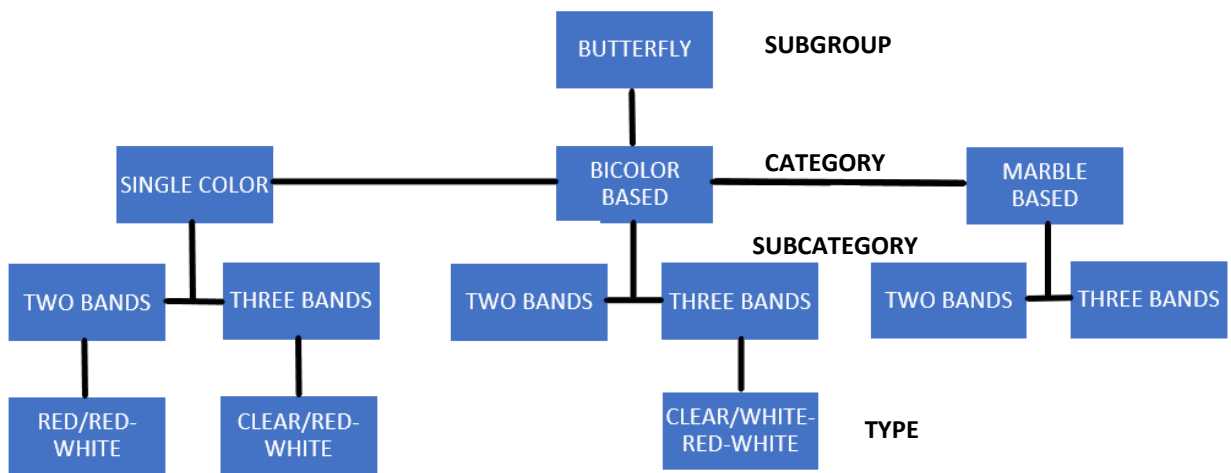 BUTTERFLY
SUBGROUP
SINGLE COLOR
BICOLOR
BASED
CATEGORY
MARBLE
BASED
SUBCATEGORY
TWO BANDS
THREE BANDS
TWO BANDS
THREE BANDS
TWO BANDS
THREE BANDS
RED/RED-
WHITE
CLEAR/RED-
WHITE
CLEAR/WHITE-
RED-WHITE
TYPE